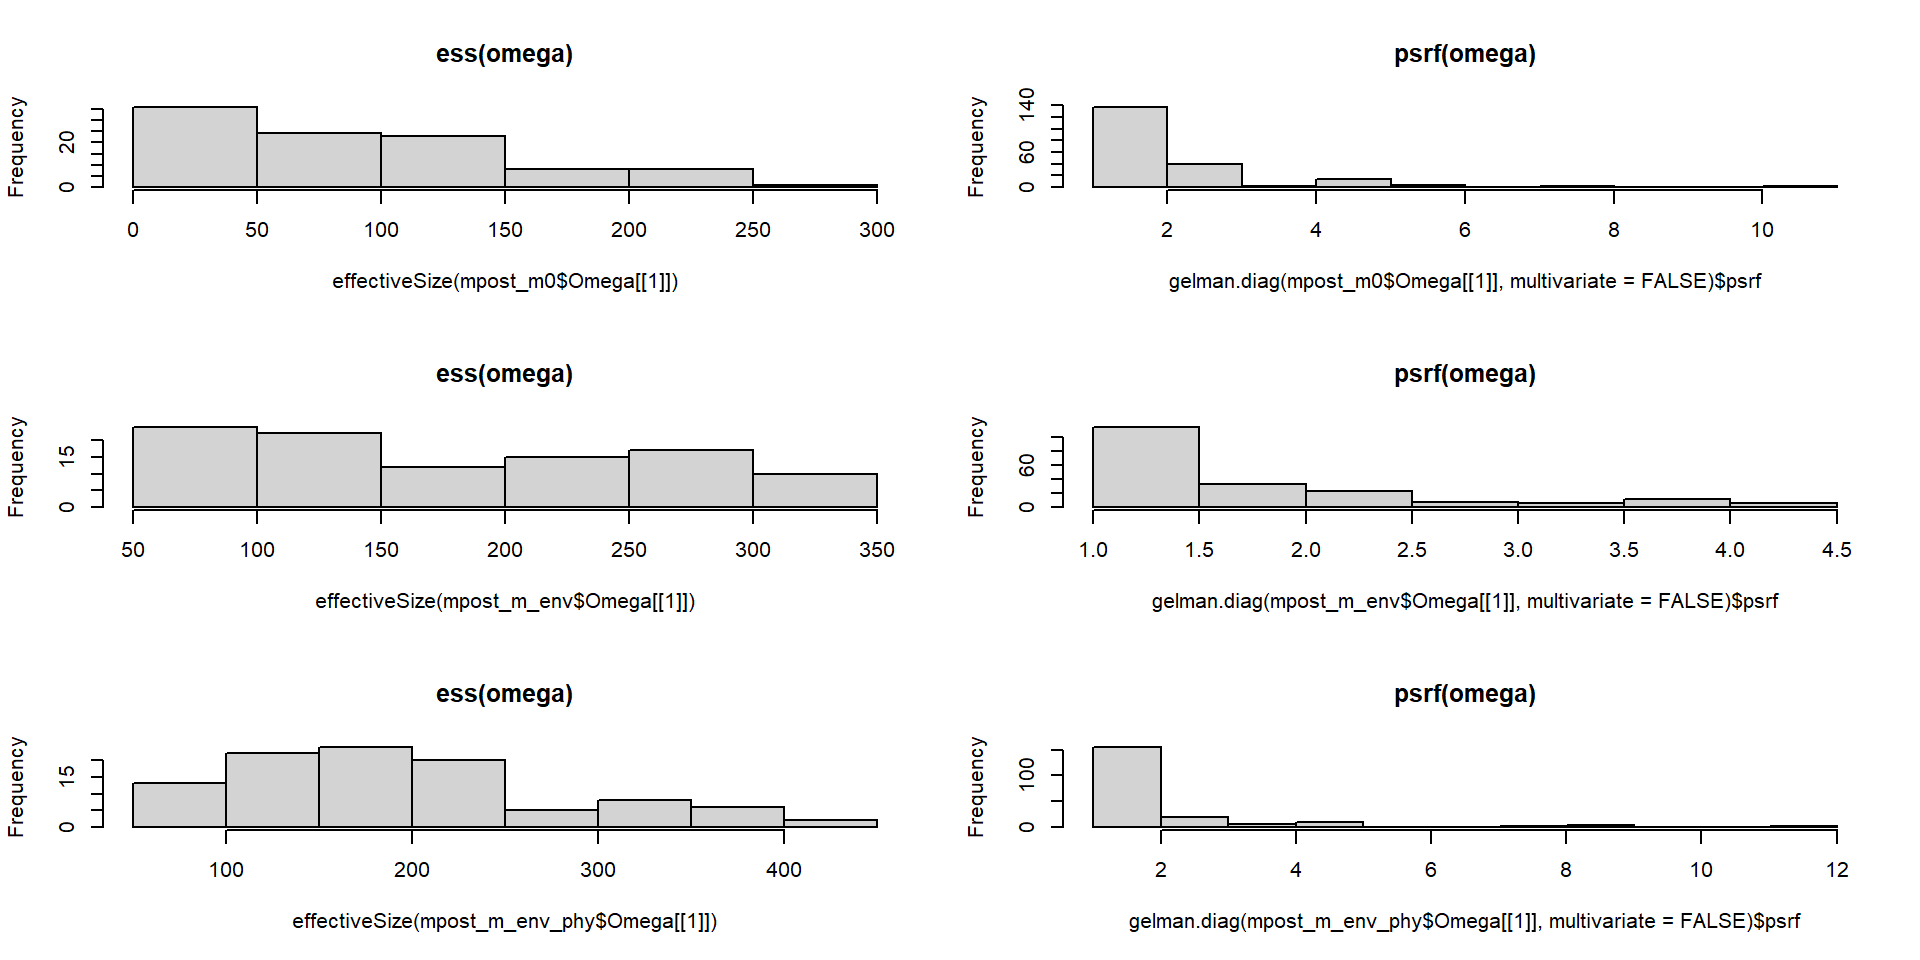 ess(omega)
Frequency
0 20
0 50 100 150 200 250 300
effectiveSize(mpost_m0$Omega[[1]])
psrf(omega)
Frequency
0 60 140
2 4 6 8 10
gelman.diag(mpost_m0$Omega[[1]], multivariate = FALSE)$psrf
ess(omega)
Frequency
0 15
50 100 150 200 250 300 350
effectiveSize(mpost_m_env$Omega[[1]])
psrf(omega)
Frequency
0 60
1.0 1.5 2.0 2.5 3.0 3.5 4.0 4.5
gelman.diag(mpost_m_env$Omega[[1]], multivariate = FALSE)$psrf
ess(omega)
Frequency
0 15
100 200 300 400
effectiveSize(mpost_m_env_phy$Omega[[1]])
psrf(omega)
Frequency
0 100
2 4 6 8 10 12
gelman.diag(mpost_m_env_phy$Omega[[1]], multivariate = FALSE)$psrf